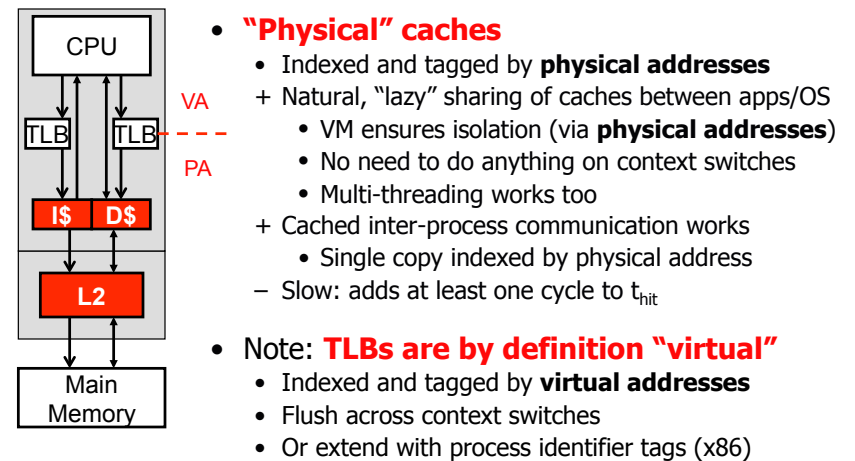 CPU
VA
TLB
TLB
PA
I$
D$
L2
Main
Memory
• “Physical” caches
• Indexed and tagged by physical addresses
+ Natural, “lazy” sharing of caches between apps/OS
• VM ensures isolation (via physical addresses)
• No need to do anything on context switches
• Multi-threading works too
+ Cached inter-process communication works
• Single copy indexed by physical address
– Slow: adds at least one cycle to thit
• Note: TLBs are by definition “virtual”
• Indexed and tagged by virtual addresses
• Flush across context switches
• Or extend with process identifier tags (x86)